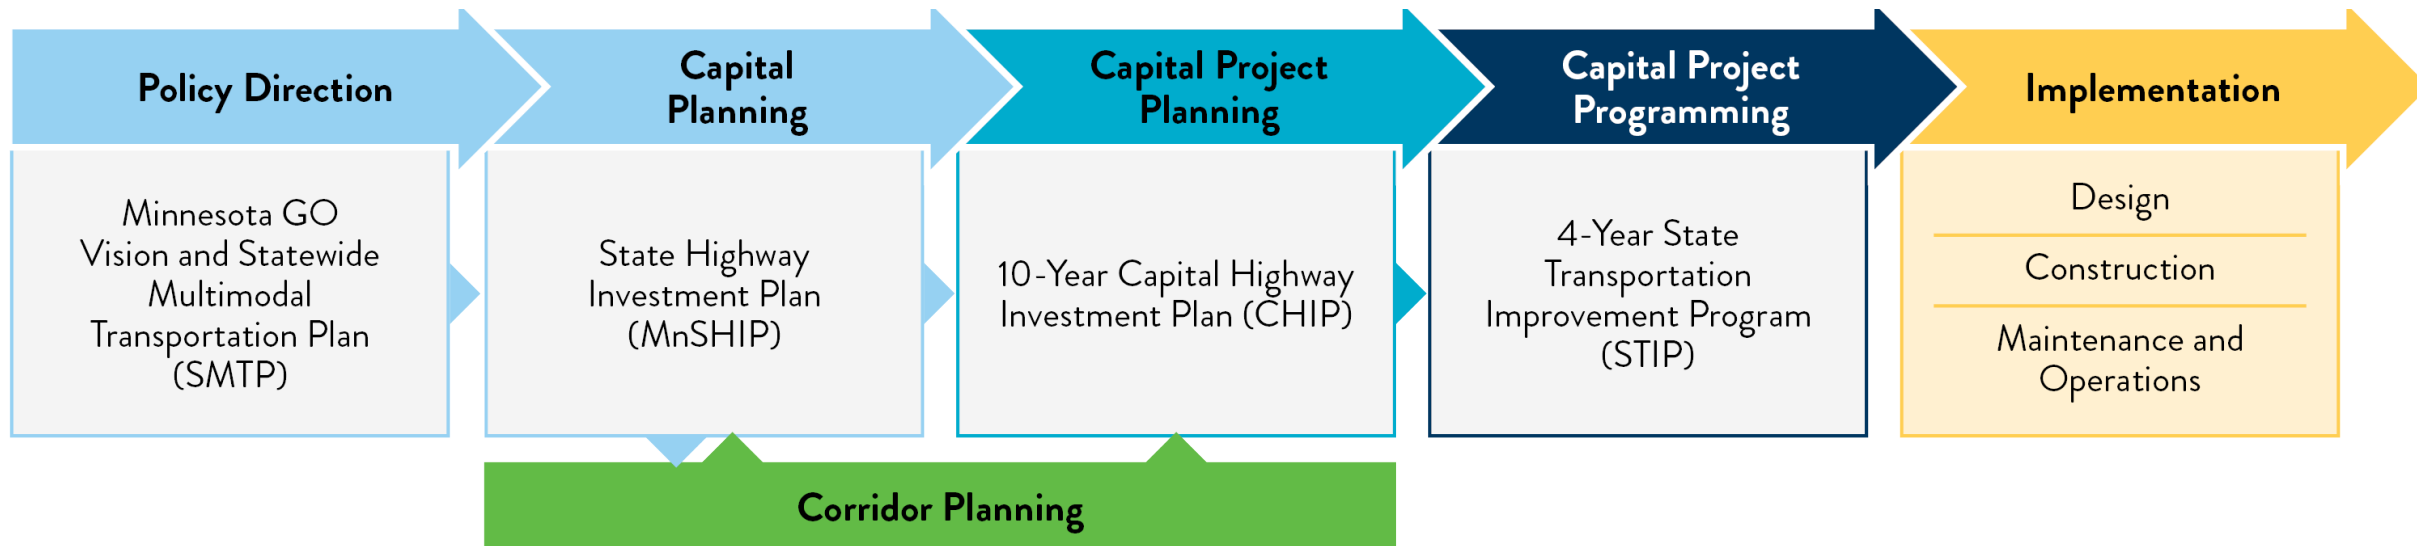 Policy Direction
Capital
Planning
Capital Project
Planning
Capital Project
Programming
Implementation
Minnesota GO
Vision and Statewide
Multimodal
Transportation Plan
(SMTP)
State Highway
Investment Plan
(MnSHIP)
10-Year Capital Highway
Investment Plan (CHIP)
4-Year State
Transportation
Improvement Program
(STIP)
Design
Construction
Maintenance and
Operations
Corridor Planning